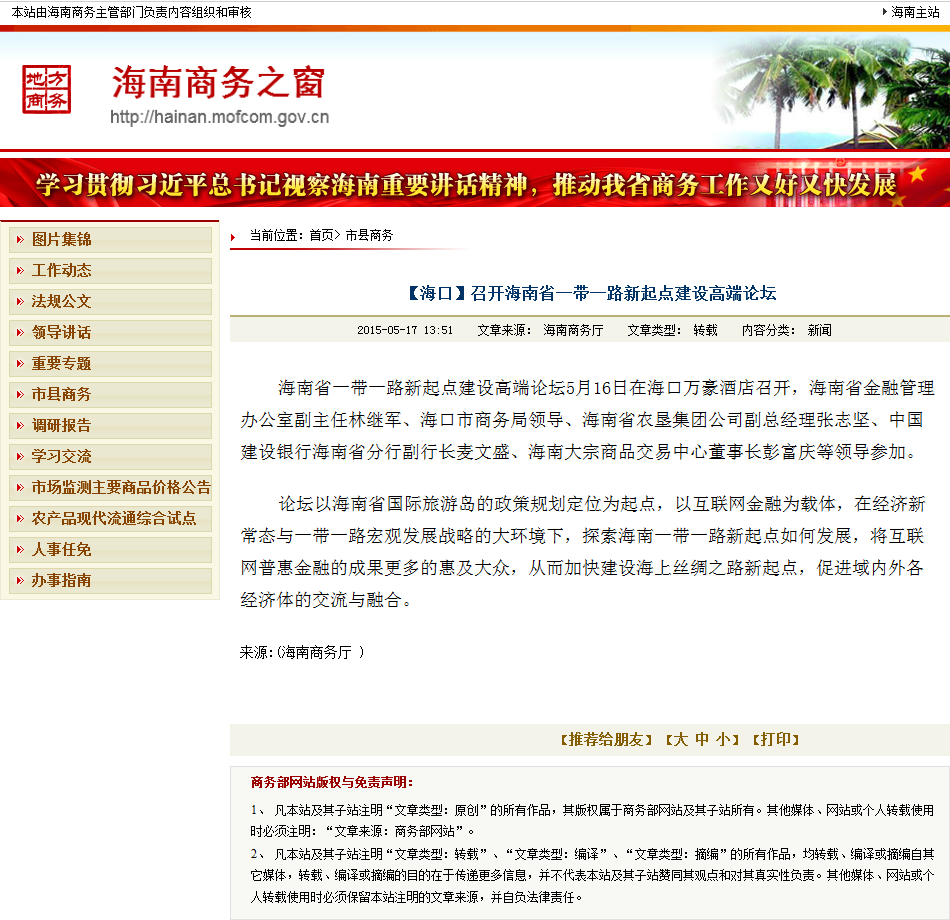 本站由海南商务主管部门负责内容组织和审核
海南主站
地方商务
海南商务之窗
http://hainan.mofcom.gov.cn
学习贯彻习近平总书记视察海南重要讲话精神，推动我省商务工作又好又快发展
图片集锦
工作动态
法规公文
领导讲话
重要专题
市县商务
调研报告
学习交流
市场监测主要商品价格公告
农产品现代流通综合试点
人事任免
办事指南
当前位置：首页> 市县商务
【海口】召开海南省一带一路新起点建设高端论坛
2015-05-17 13:51 文章来源： 海南商务厅 文章类型： 转载 内容分类： 新闻
海南省一带一路新起点建设高端论坛5月16日在海口万豪酒店召开，海南省金融管理
办公室副主任林继军、海口市商务局领导、海南省农垦集团公司副总经理张志坚、中国
建设银行海南省分行副行长麦文盛、海南大宗商品交易中心董事长彭富庆等领导参加。
论坛以海南省国际旅游岛的政策规划定位为起点，以互联网金融为载体，在经济新
常态与一带一路宏观发展战略的大环境下，探索海南一带一路新起点如何发展，将互联
网普惠金融的成果更多的惠及大众，从而加快建设海上丝绸之路新起点，促进域内外各
经济体的交流与融合。
来源:(海南商务厅 )
【推荐给朋友】【大 中 小】【打印】
商务部网站版权与免责声明：
1、 凡本站及其子站注明“文章类型：原创”的所有作品，其版权属于商务部网站及其子站所有。其他媒体、网站或个人转载使用
时必须注明：“文章来源：商务部网站”。
2、 凡本站及其子站注明“文章类型：转载”、“文章类型：编译”、“文章类型：摘编”的所有作品，均转载、编译或摘编自其
它媒体，转载、编译或摘编的目的在于传递更多信息，并不代表本站及其子站赞同其观点和对其真实性负责。其他媒体、网站或个
人转载使用时必须保留本站注明的文章来源，并自负法律责任。